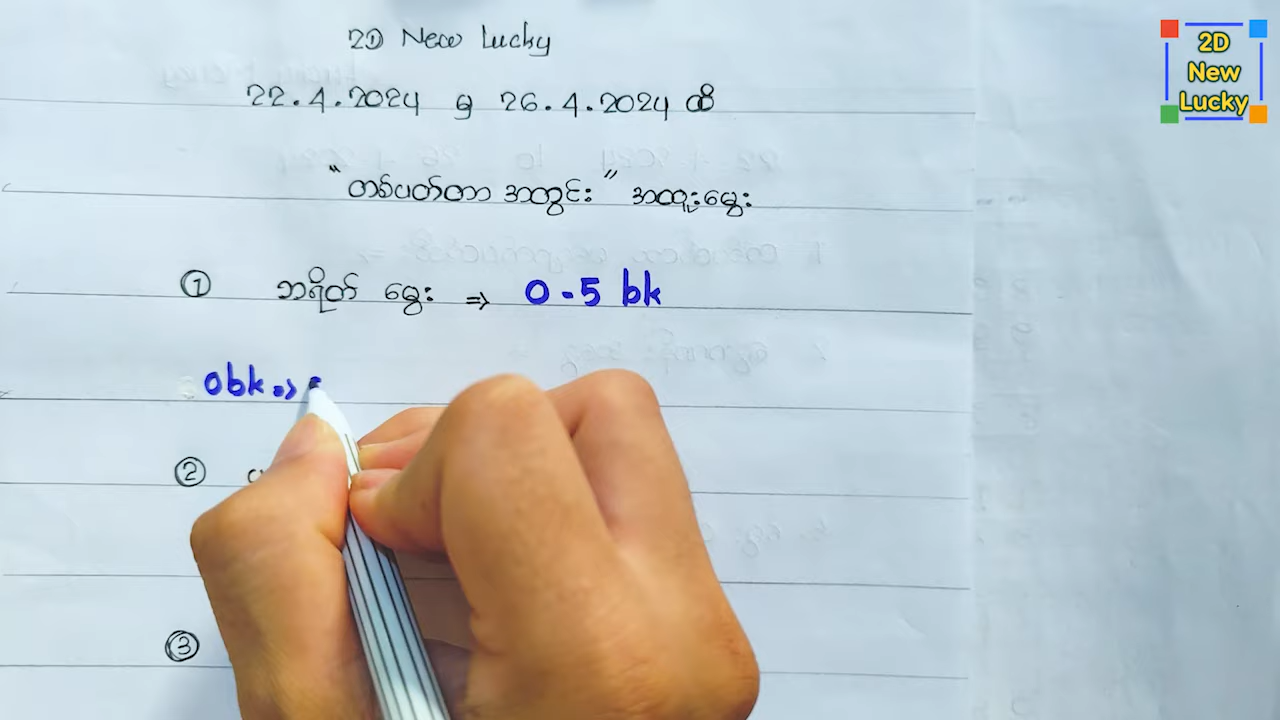 2D New Lucky
2D
New
Lucky
22.4.2024 မှ 26.4.2024 ထိ
"တစ်ပတ်တာ အတွင်း" အထူးမွေး
① ဘရိတ် မွေး ⇒ 0-5 bk
0bk ⇒
②
③